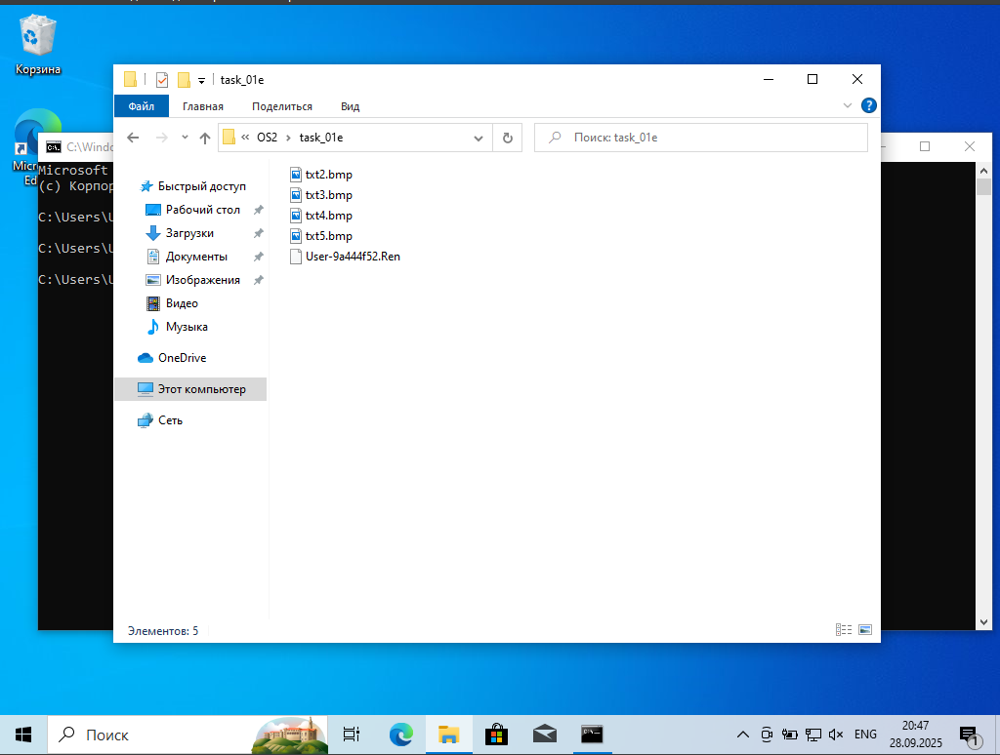 Корзина
task_01e
Файл
Главная
Поделиться
Вид
?
« OS2 › task_01e
Поиск: task_01e
C:\Windo
Microsoft
(c) Корпор
C:\Users\U
C:\Users\U
C:\Users\U
Быстрый доступ
Рабочий стол
Загрузки
Документы
Изображения
Видео
Музыка
OneDrive
Этот компьютер
Сеть
txt2.bmp
txt3.bmp
txt4.bmp
txt5.bmp
User-9a444f52.Ren
Элементов: 5
Поиск
ENG
20:47
28.09.2025
1